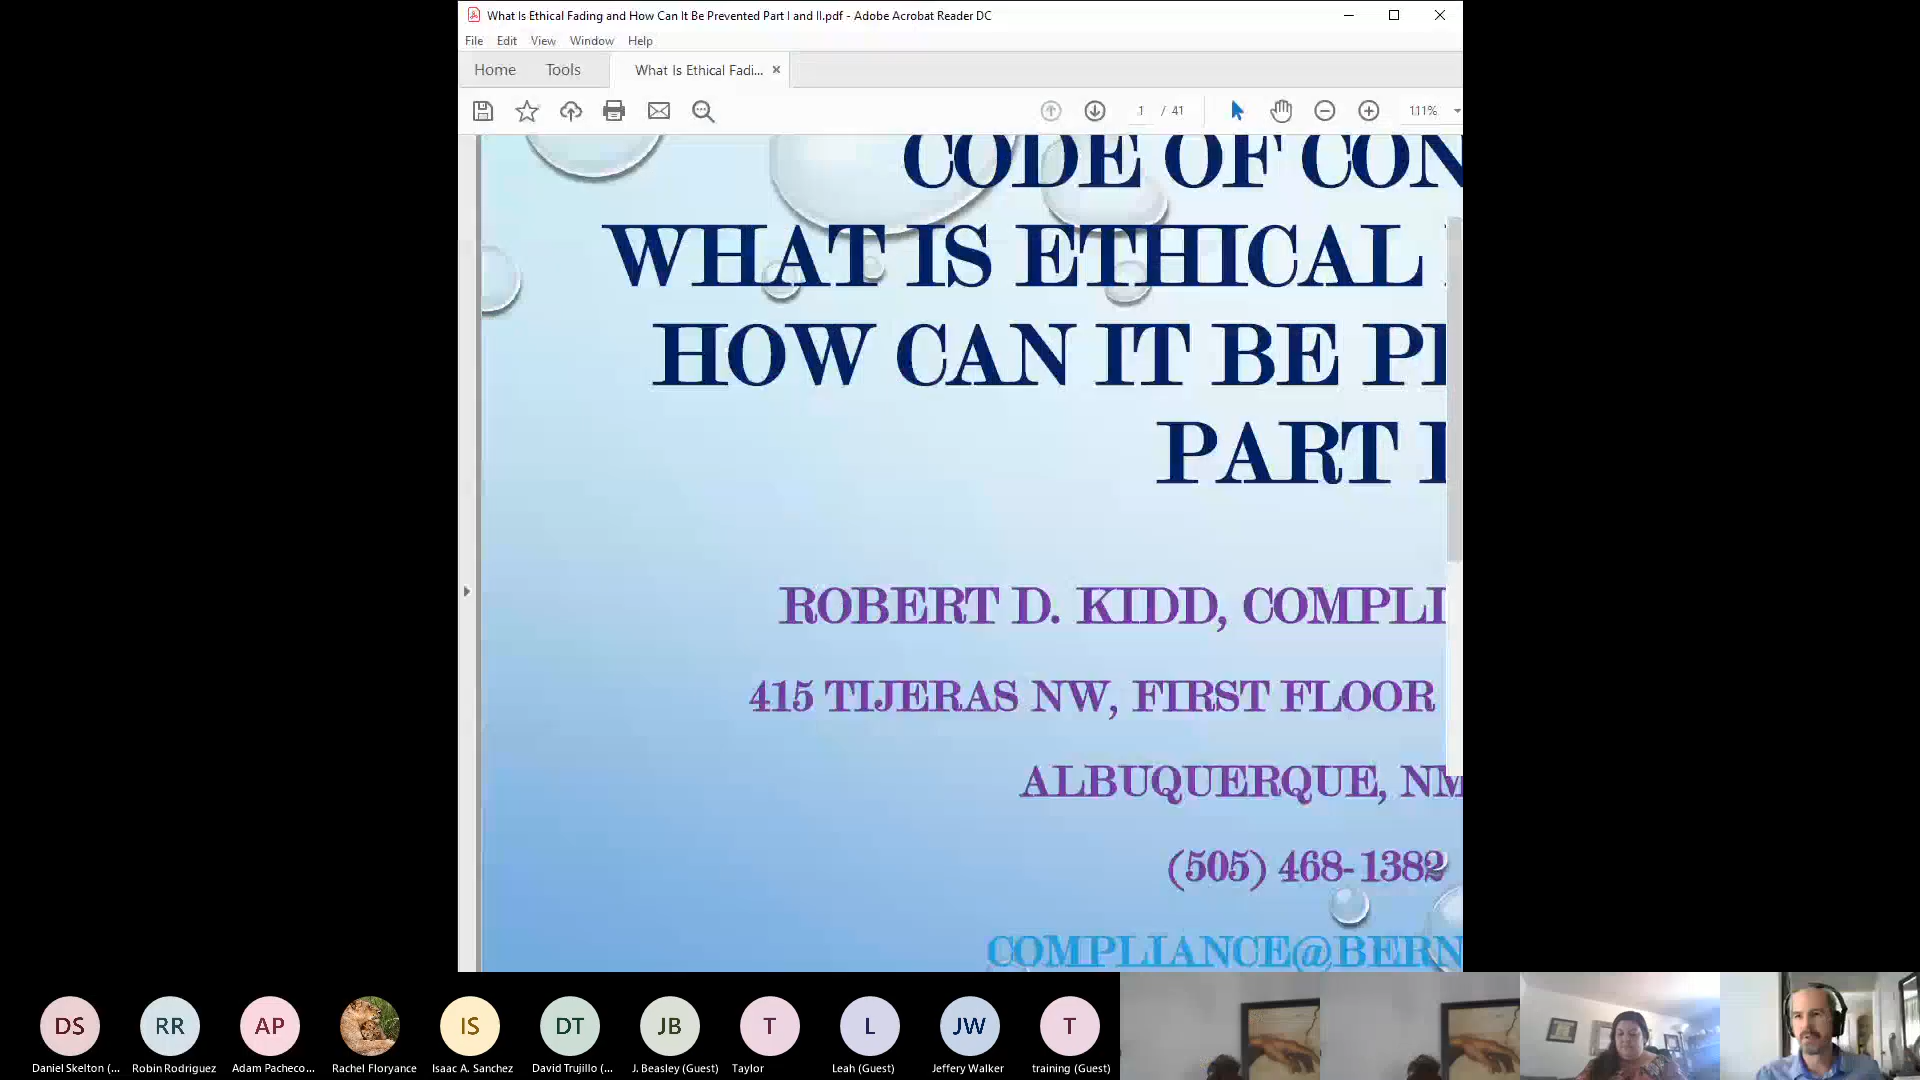 What Is Ethical Fading and How Can It Be Prevented Part I and II.pdf - Adobe Acrobat Reader DC
File Edit View Window Help
Home Tools What Is Ethical Fadi...
1 / 41 111%
CODE OF CON
WHAT IS ETHICAL
HOW CAN IT BE P
PART I
ROBERT D. KIDD, COMPLI
415 TIJERAS NW, FIRST FLOOR
ALBUQUERQUE, NM
(505) 468-1382
COMPLIANCE@BERN
DS RR AP IS DT JB T L JW T
Daniel Skelton (... Robin Rodriguez Adam Pacheco... Rachel Floryance Isaac A. Sanchez David Trujillo (... J. Beasley (Guest) Taylor Leah (Guest) Jeffery Walker training (Guest)